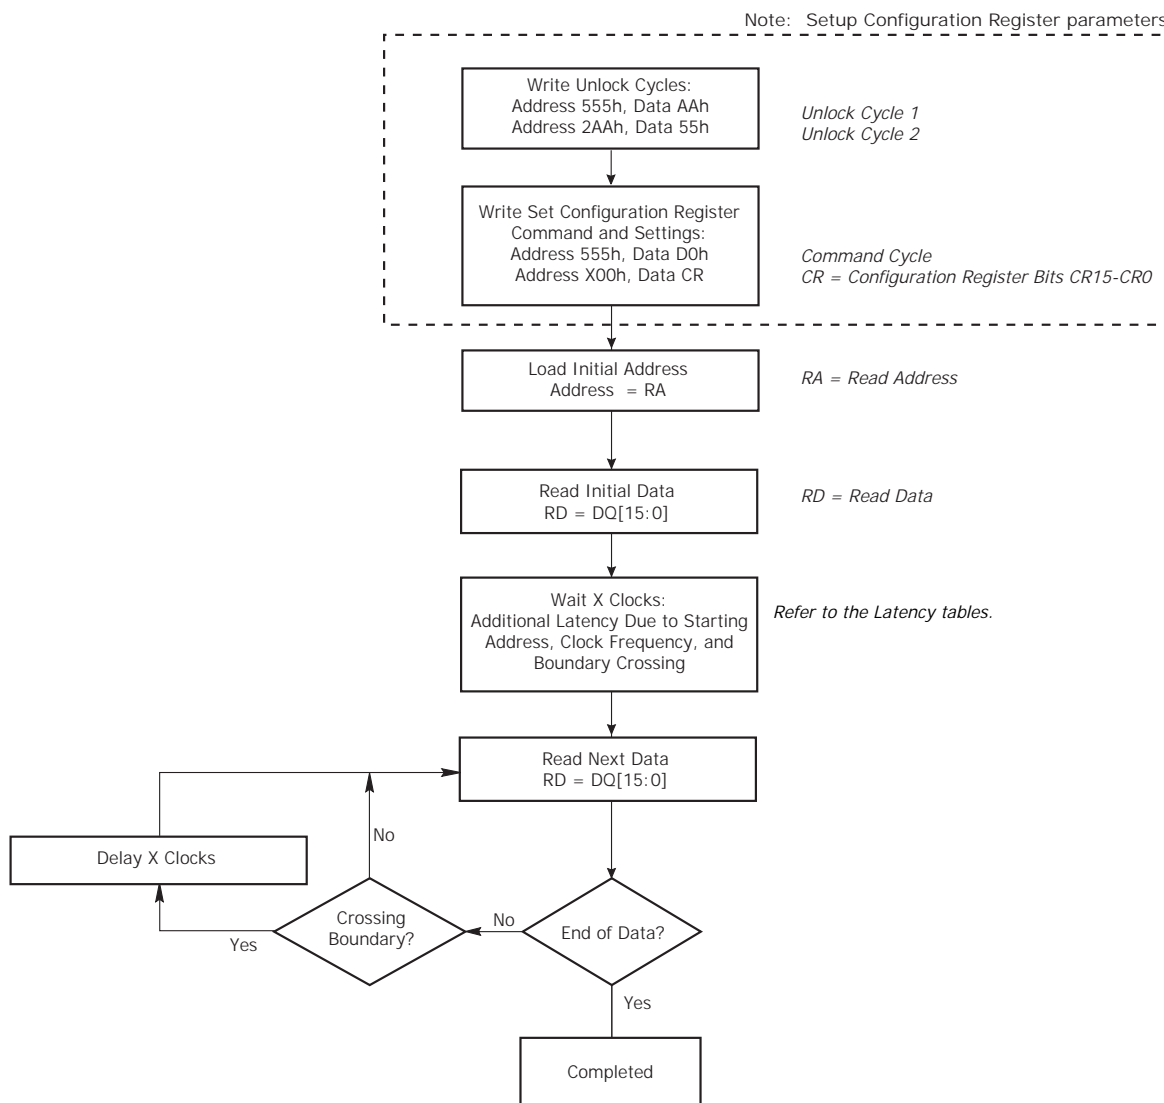 Note: Setup Configuration Register parameters
Write Unlock Cycles:
Address 555h, Data AAh
Address 2AAh, Data 55h
Unlock Cycle 1
Unlock Cycle 2
Write Set Configuration Register
Command and Settings:
Address 555h, Data D0h
Address X00h, Data CR
Command Cycle
CR = Configuration Register Bits CR15-CR0
Load Initial Address
Address = RA
RA = Read Address
Read Initial Data
RD = DQ[15:0]
RD = Read Data
Wait X Clocks:
Additional Latency Due to Starting
Address, Clock Frequency, and
Boundary Crossing
Refer to the Latency tables.
Read Next Data
RD = DQ[15:0]
No
Delay X Clocks
Crossing
Boundary?
Yes
No
End of Data?
Yes
Completed